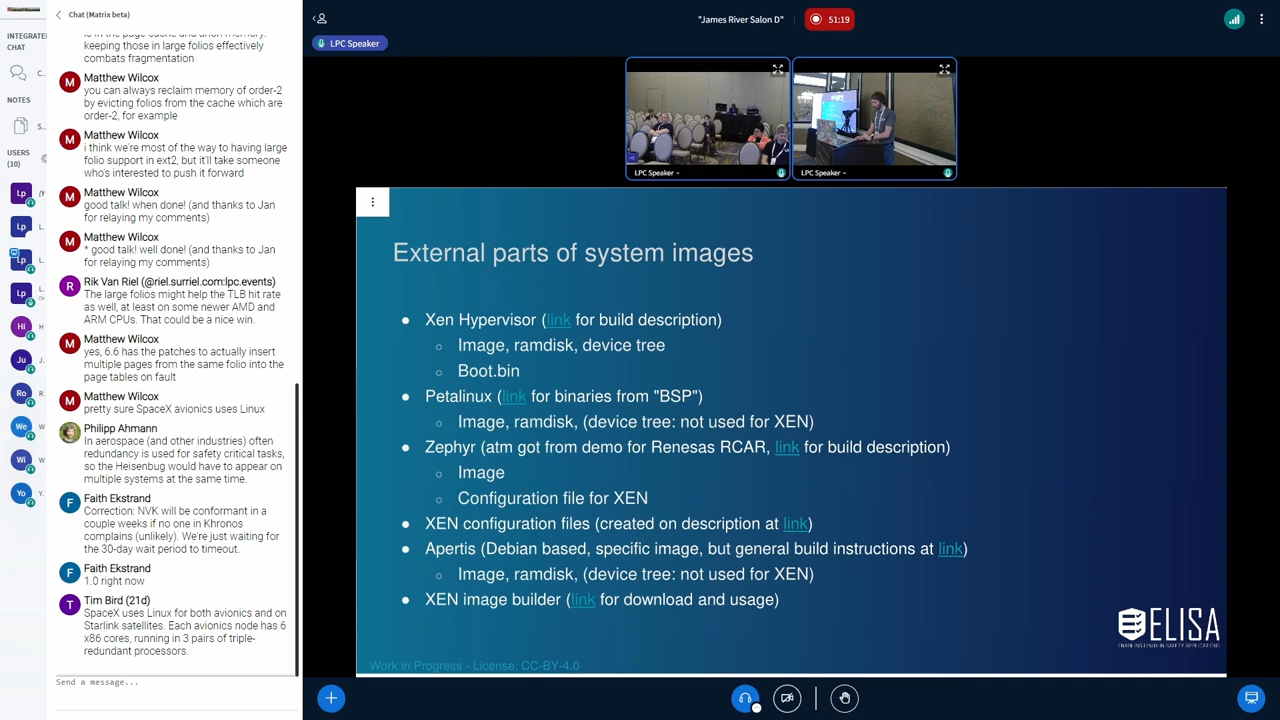 Chat (Matrix beta)
INTEGRATE
CHAT
C..
NOTES
S..
USERS
(10)
Lp
L..
Lp
L..
Lp
L..
Lp
Hi
H
Ju
J.
Ro
R.
We
Wi
Yo
Y.
is in the page cache and anon memory.
keeping those in large folios effectively
combats fragmentation
M
Matthew Wilcox
you can always reclaim memory of order-2
by evicting folios from the cache which are
order-2, for example
M
Matthew Wilcox
i think we're most of the way to having large
folio support in ext2, but it'll take someone
who's interested to push it forward
M
Matthew Wilcox
good talk! when done! (and thanks to Jan
for relaying my comments)
M
Matthew Wilcox
* good talk! well done! (and thanks to Jan
for relaying my comments)
R
Rik Van Riel (@riel.surriel.com:lpc.events)
The large folios might help the TLB hit rate
as well, at least on some newer AMD and
ARM CPUs. That could be a nice win.
M
Matthew Wilcox
yes, 6.6 has the patches to actually insert
multiple pages from the same folio into the
page tables on fault
M
Matthew Wilcox
pretty sure SpaceX avionics uses Linux
Philipp Ahmann
In aerospace (and other industries) often
redundancy is used for safety critical tasks,
so the Heisenbug would have to appear on
multiple systems at the same time.
F
Faith Ekstrand
Correction: NVK will be conformant in a
couple weeks if no one in Khronos
complains (unlikely). We're just waiting for
the 30-day wait period to timeout.
F
Faith Ekstrand
1.0 right now
T
Tim Bird (21d)
SpaceX uses Linux for both avionics and on
Starlink satellites. Each avionics node has 6
x86 cores, running in 3 pairs of triple-
redundant processors.
Send a message...
"James River Salon D"
51:19
LPC Speaker
LPC Speaker
LPC Speaker
External parts of system images
● Xen Hypervisor (link for build description)
○ Image, ramdisk, device tree
○ Boot.bin
● Petalinux (link for binaries from "BSP")
○ Image, ramdisk, (device tree: not used for XEN)
● Zephyr (atm got from demo for Renesas RCAR, link for build description)
○ Image
○ Configuration file for XEN
● XEN configuration files (created on description at link)
● Apertis (Debian based, specific image, but general build instructions at link)
○ Image, ramdisk, (device tree: not used for XEN)
● XEN image builder (link for download and usage)
ELISA
ENABLING LINUX IN SAFETY APPLICATIONS
Work in Progress - License: CC-BY-4.0